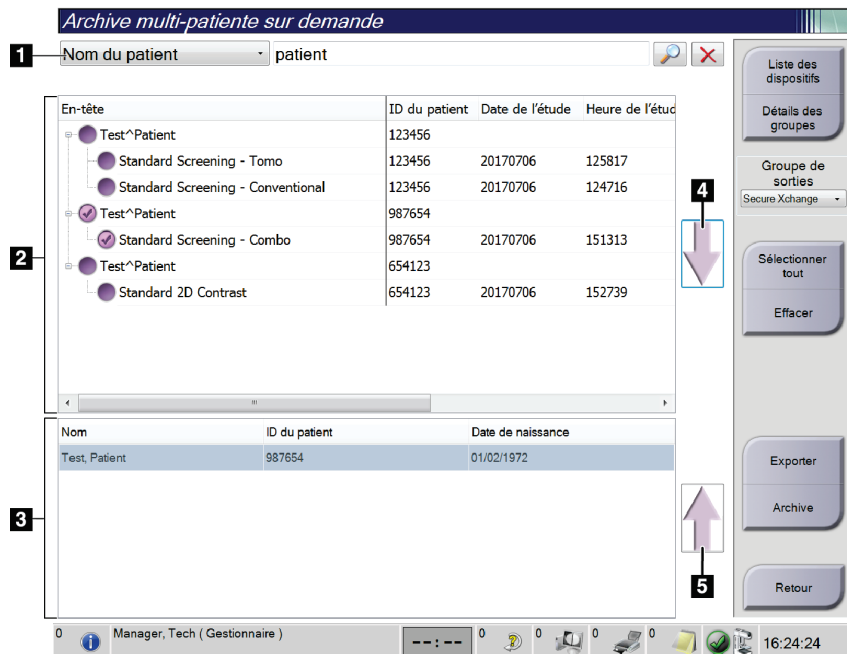 Archive multi-patiente sur demande
1
Nom du patient
patient
Liste des dispositifs
Détails des groupes
Groupe de sorties
Secure Xchange
Sélectionner tout
Effacer
Exporter
Archive
Retour
2
En-tête ID du patient Date de l'étude Heure de l'étud
Test^Patient 123456
Standard Screening - Tomo 123456 20170706 125817
Standard Screening - Conventional 123456 20170706 124716
Test^Patient 987654
Standard Screening - Combo 987654 20170706 151313
Test^Patient 654123
Standard 2D Contrast 654123 20170706 152739
4
3
Nom ID du patient Date de naissance
Test, Patient 987654 01/02/1972
5
0 Manager, Tech ( Gestionnaire ) --:-- 0 0 0 0 16:24:24